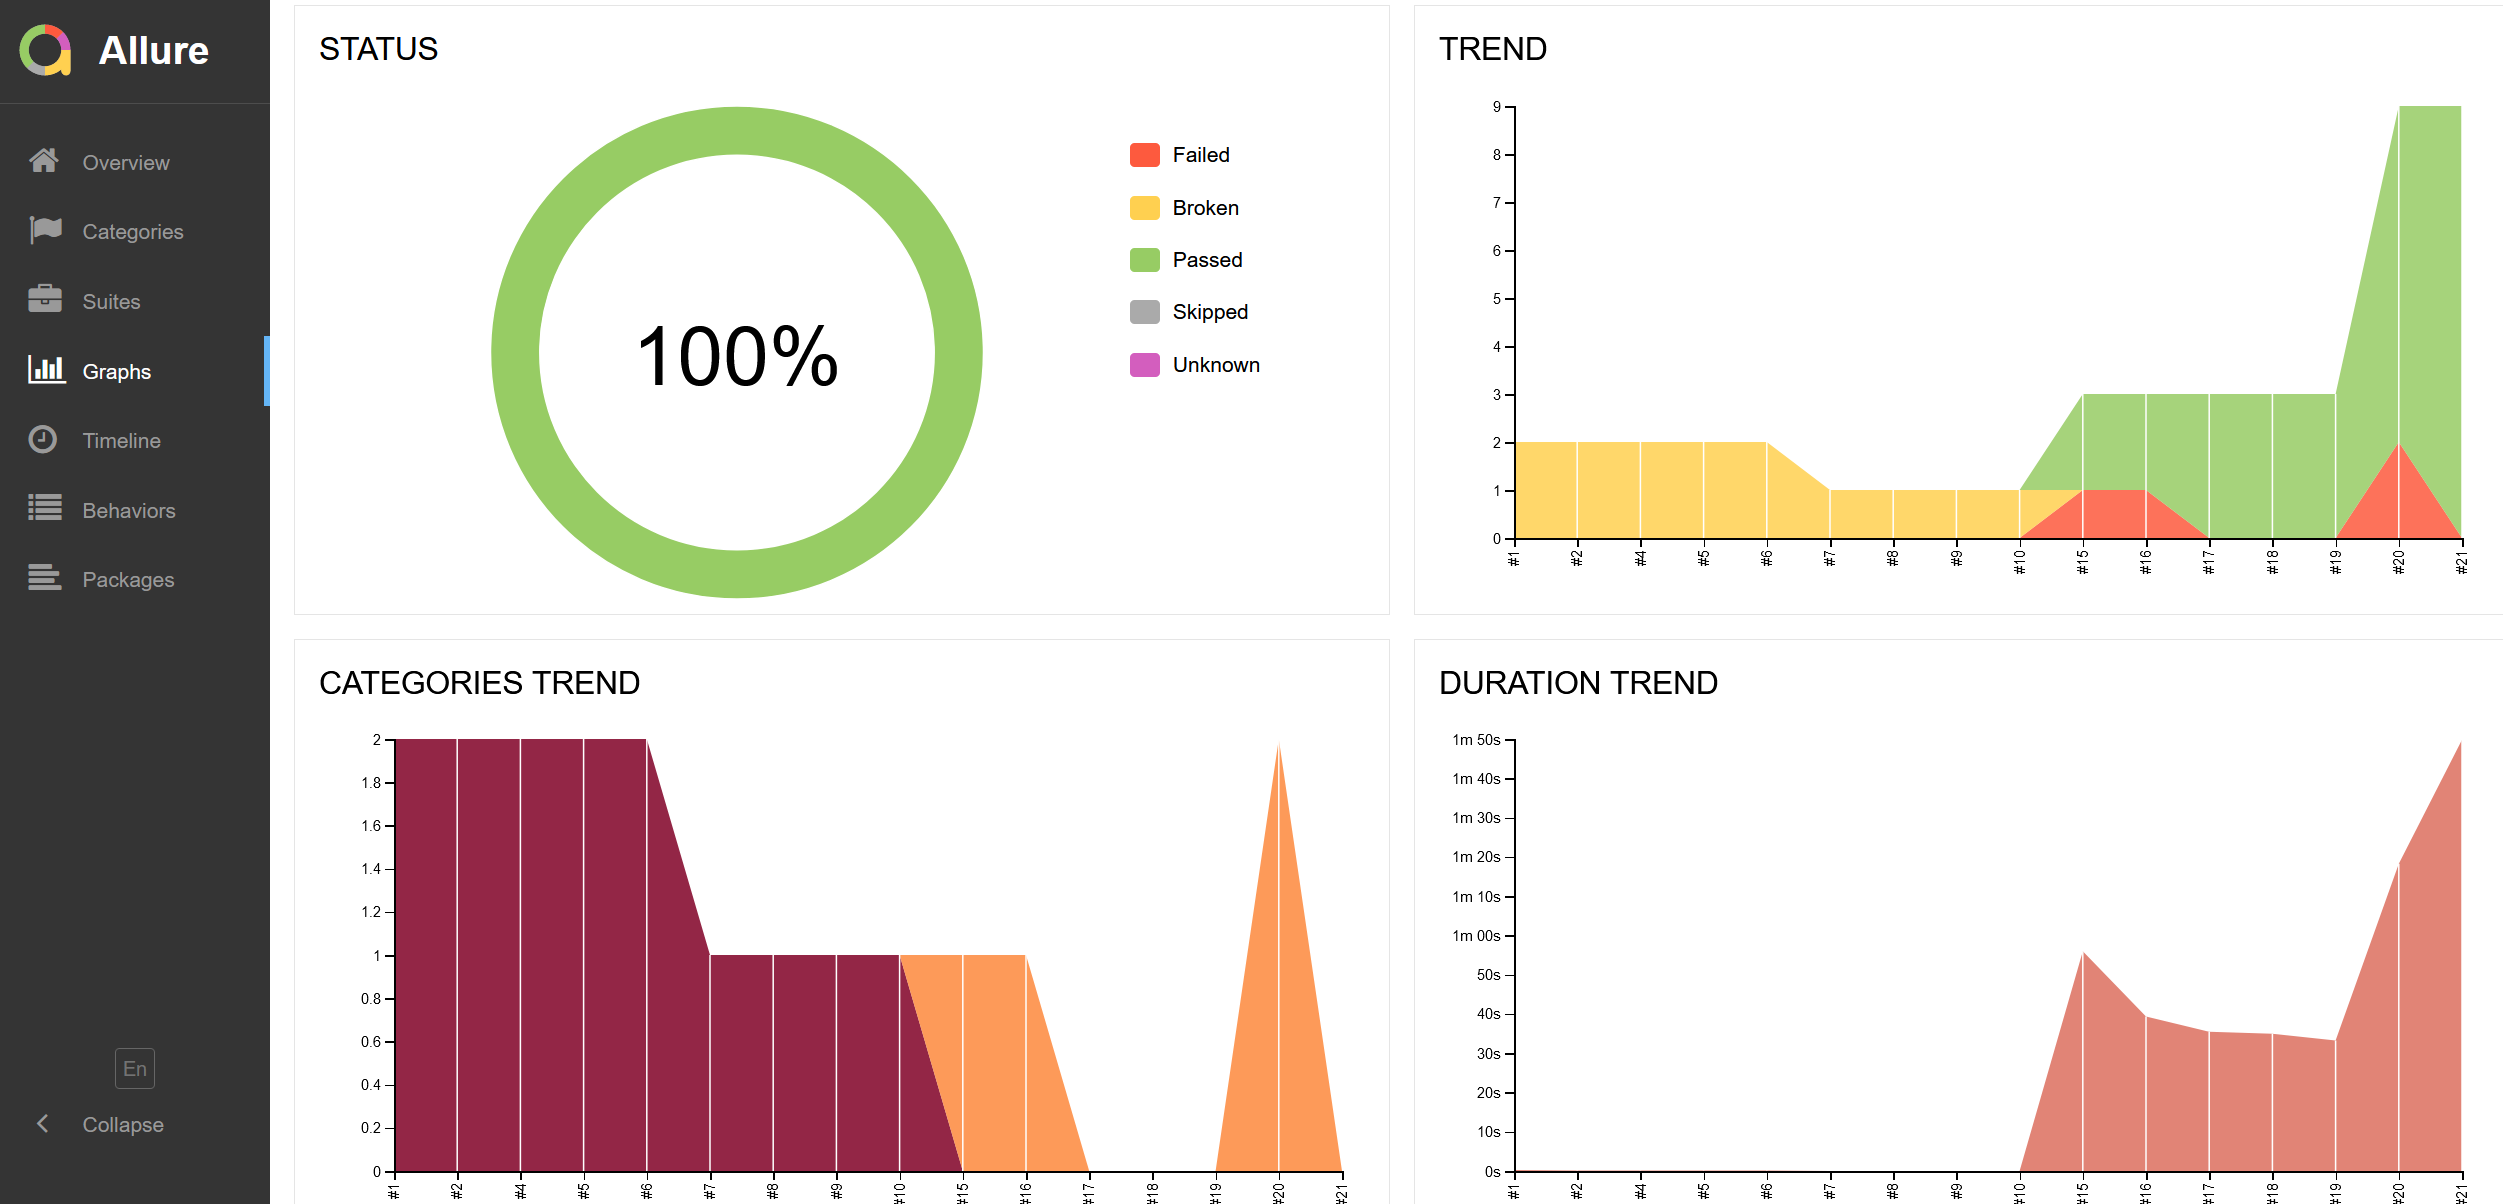 Allure
Overview
Categories
Suites
Graphs
Timeline
Behaviors
Packages
En
Collapse
STATUS
100%
Failed
Broken
Passed
Skipped
Unknown
TREND
9
8
7
6
5
4
3
2
1
0
#1 #2 #4 #5 #6 #7 #8 #9 #10 #15 #16 #17 #18 #19 #20 #21
CATEGORIES TREND
2
1.8
1.6
1.4
1.2
1
0.8
0.6
0.4
0.2
0
#1 #2 #4 #5 #6 #7 #8 #9 #10 #15 #16 #17 #18 #19 #20 #21
DURATION TREND
1m 50s
1m 40s
1m 30s
1m 20s
1m 10s
1m 00s
50s
40s
30s
20s
10s
0s
#1 #2 #4 #5 #6 #7 #8 #9 #10 #15 #16 #17 #18 #19 #20 #21